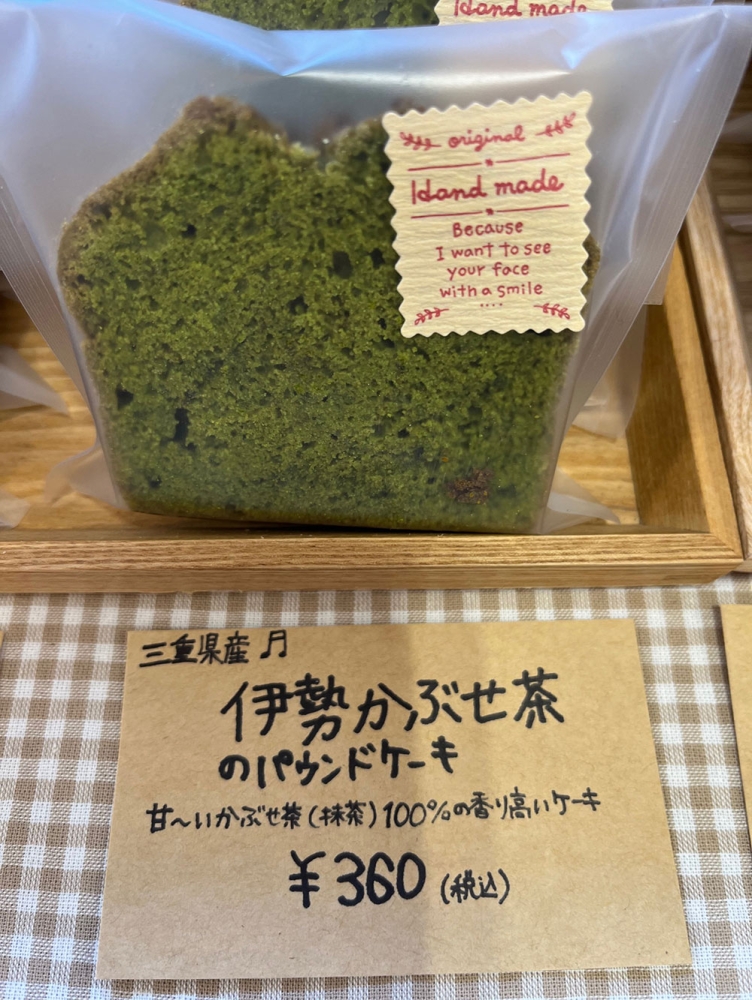 Hand made
original
Hand made
Because
I want to see
your face
with a smile
三重県産 ♬
伊勢かぶせ茶
のパウンドケーキ
甘〜いかぶせ茶(抹茶)100%の香り高いケーキ
¥360 (税込)